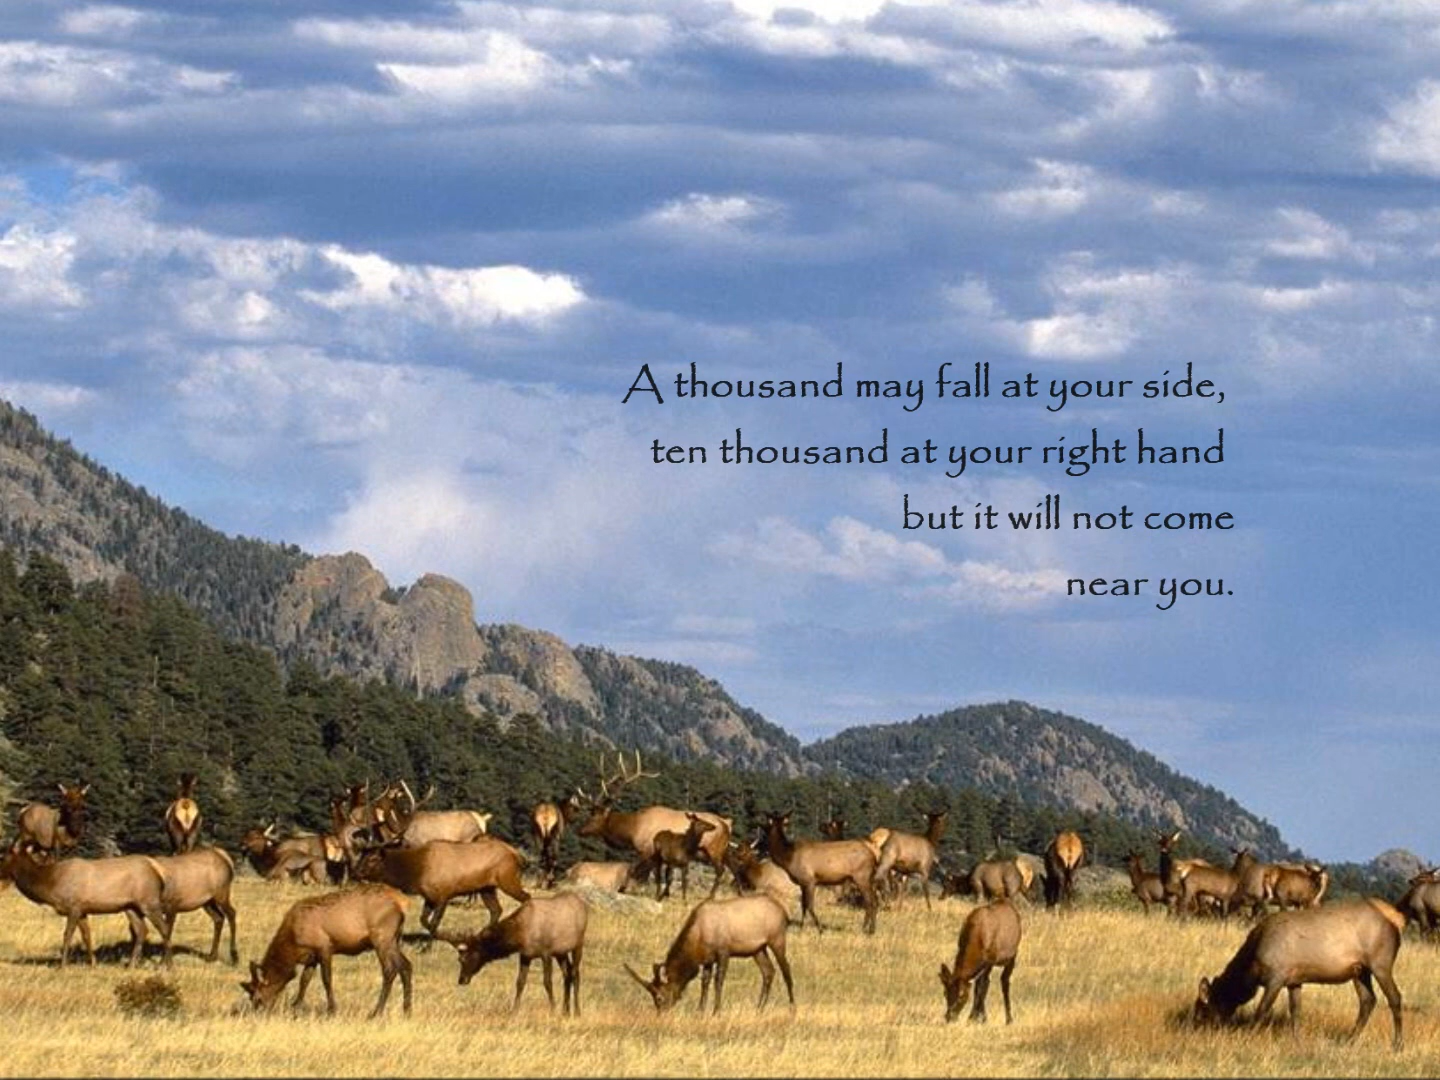 A thousand may fall at your side,
ten thousand at your right hand
but it will not come
near you.